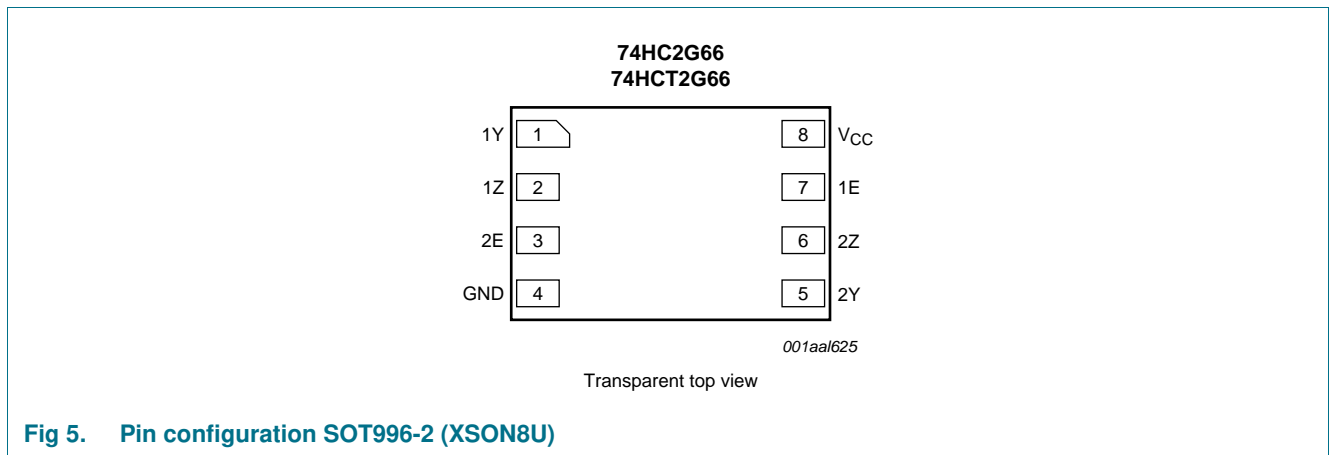 74HC2G66
74HCT2G66
1Y 1 8 VCC
1Z 2 7 1E
2E 3 6 2Z
GND 4 5 2Y
001aal625
Transparent top view
Fig 5. Pin configuration SOT996-2 (XSON8U)